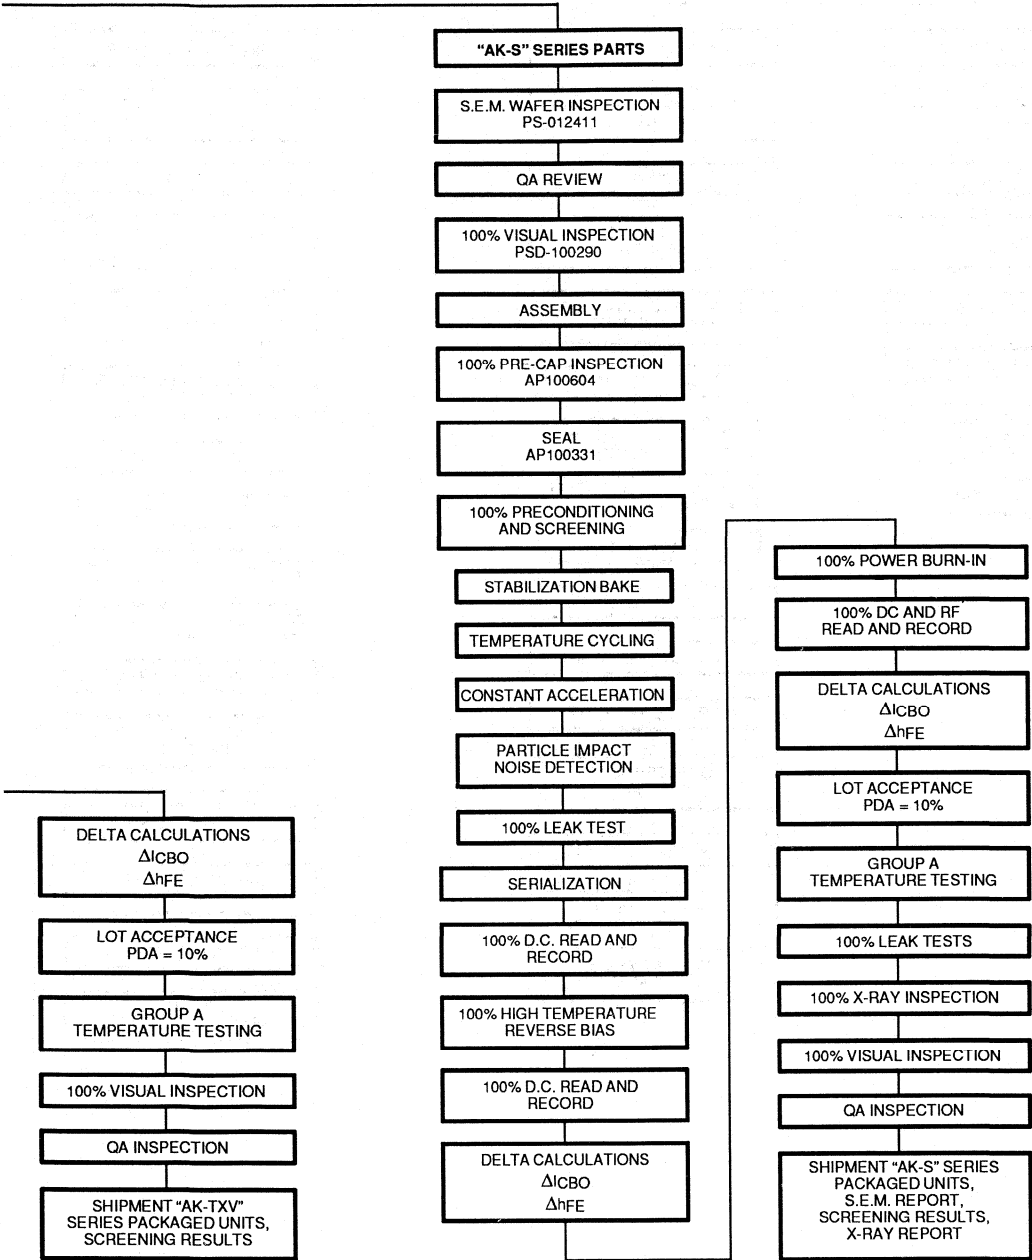 "AK-S" SERIES PARTS
S.E.M. WAFER INSPECTION
PS-012411
QA REVIEW
100% VISUAL INSPECTION
PSD-100290
ASSEMBLY
100% PRE-CAP INSPECTION
AP100604
SEAL
AP100331
100% PRECONDITIONING
AND SCREENING
STABILIZATION BAKE
TEMPERATURE CYCLING
CONSTANT ACCELERATION
PARTICLE IMPACT
NOISE DETECTION
100% LEAK TEST
SERIALIZATION
100% D.C. READ AND
RECORD
100% HIGH TEMPERATURE
REVERSE BIAS
100% D.C. READ AND
RECORD
DELTA CALCULATIONS
ΔICBO
ΔhFE
100% POWER BURN-IN
100% DC AND RF
READ AND RECORD
DELTA CALCULATIONS
ΔICBO
ΔhFE
LOT ACCEPTANCE
PDA = 10%
GROUP A
TEMPERATURE TESTING
100% LEAK TESTS
100% X-RAY INSPECTION
100% VISUAL INSPECTION
QA INSPECTION
SHIPMENT "AK-S" SERIES
PACKAGED UNITS,
S.E.M. REPORT,
SCREENING RESULTS,
X-RAY REPORT
DELTA CALCULATIONS
ΔICBO
ΔhFE
LOT ACCEPTANCE
PDA = 10%
GROUP A
TEMPERATURE TESTING
100% VISUAL INSPECTION
QA INSPECTION
SHIPMENT "AK-TXV"
SERIES PACKAGED UNITS,
SCREENING RESULTS